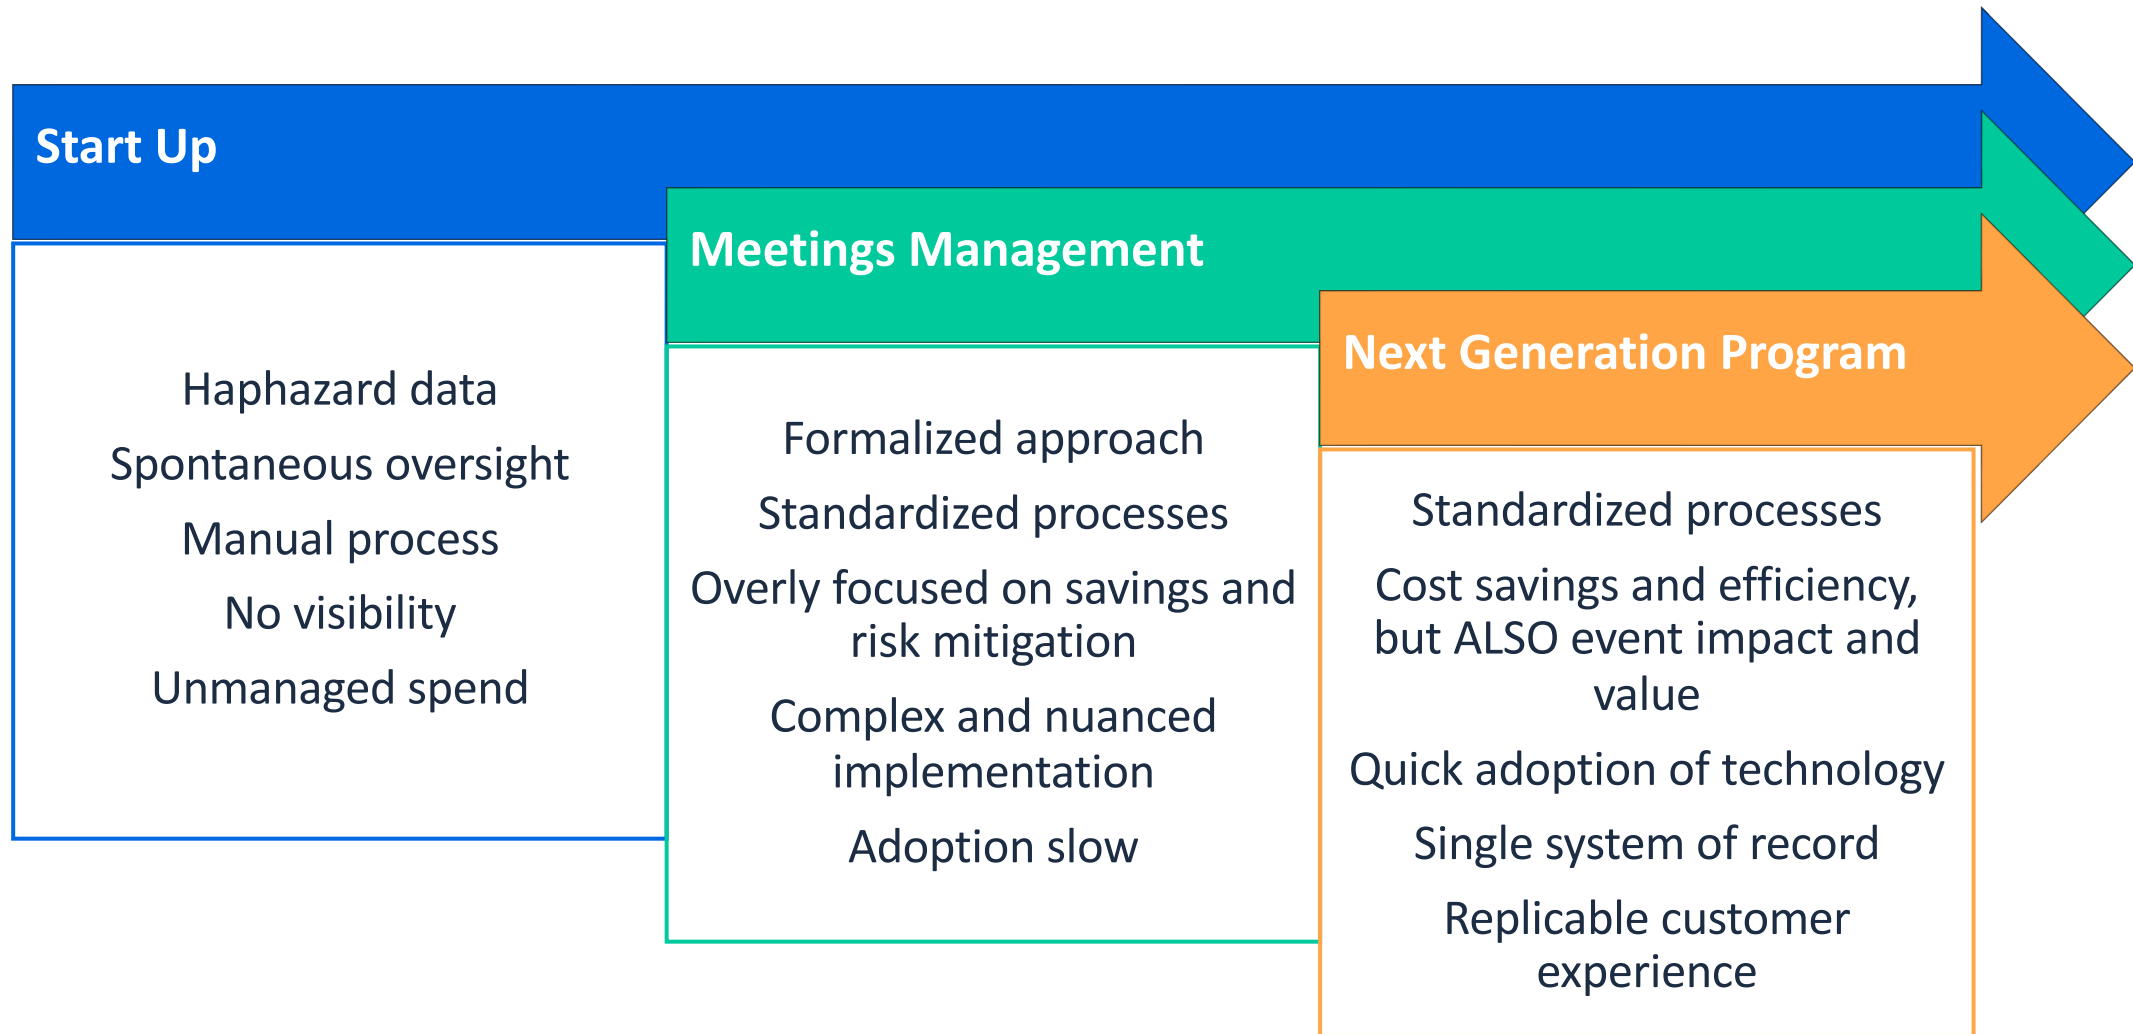 Start Up
Haphazard data
Spontaneous oversight
Manual process
No visibility
Unmanaged spend
Meetings Management
Formalized approach
Standardized processes
Overly focused on savings and
risk mitigation
Complex and nuanced
implementation
Adoption slow
Next Generation Program
Standardized processes
Cost savings and efficiency,
but ALSO event impact and
value
Quick adoption of technology
Single system of record
Replicable customer
experience